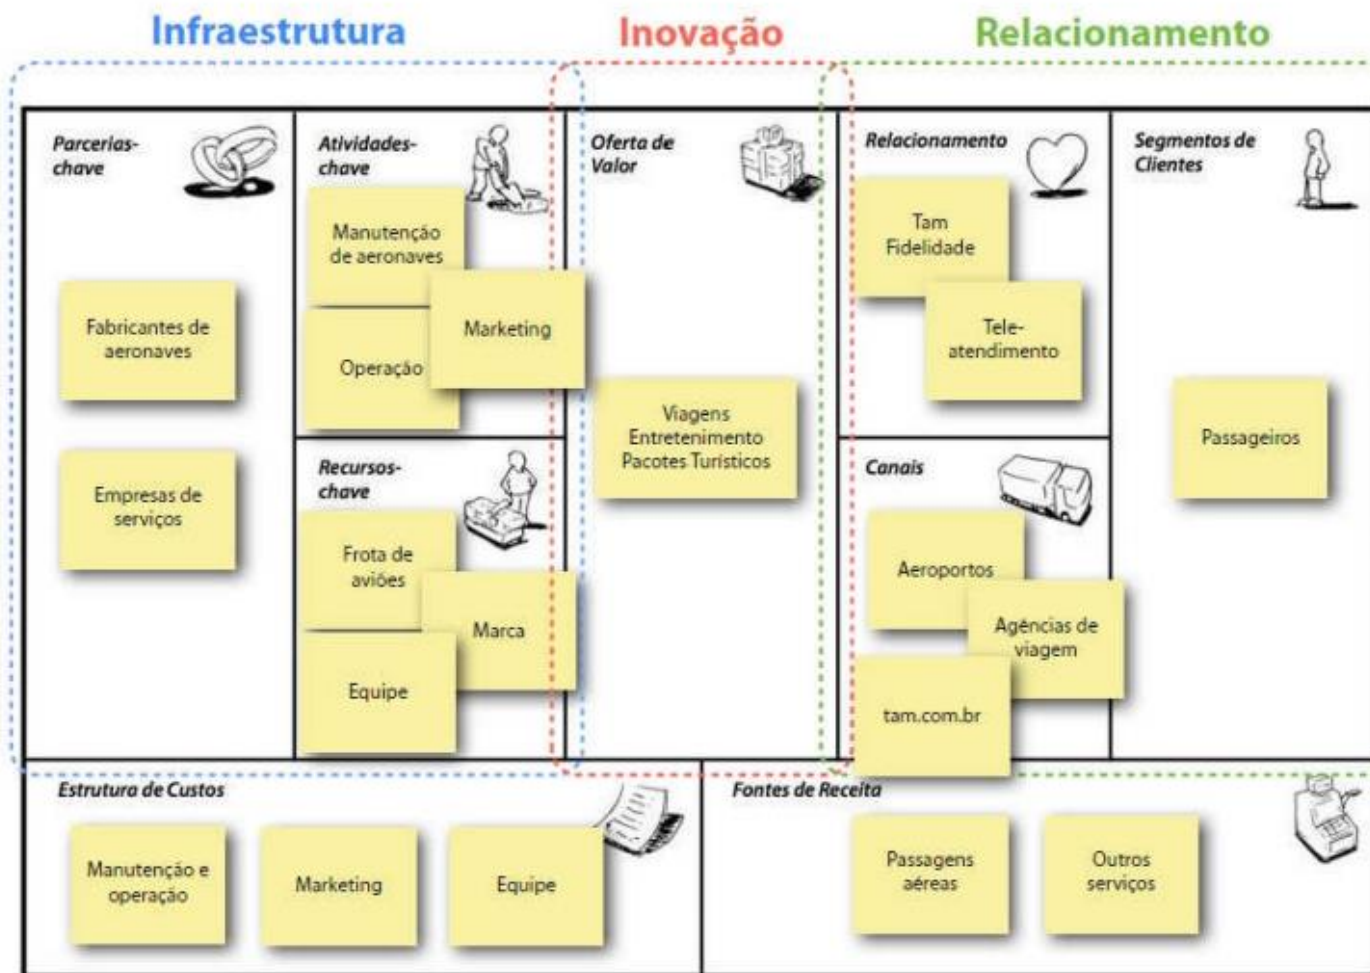 Infraestrutura
Inovação
Relacionamento
Parcerias-
chave
Fabricantes de
aeronaves
Empresas de
serviços
Atividades-
chave
Manutenção
de aeronaves
Marketing
Operação
Recursos-
chave
Frota de
aviões
Marca
Equipe
Oferta de
Valor
Viagens
Entretenimento
Pacotes Turísticos
Relacionamento
Tam
Fidelidade
Tele-
atendimento
Canais
Aeroportos
Agências de
viagem
tam.com.br
Segmentos de
Clientes
Passageiros
Estrutura de Custos
Manutenção e
operação
Marketing
Equipe
Fontes de Receita
Passagens
aéreas
Outros
serviços